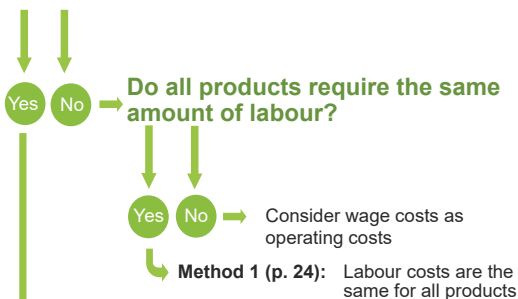 Yes No Do all products require the same
amount of labour?
Yes No Consider wage costs as
operating costs
Method 1 (p. 24): Labour costs are the
same for all products